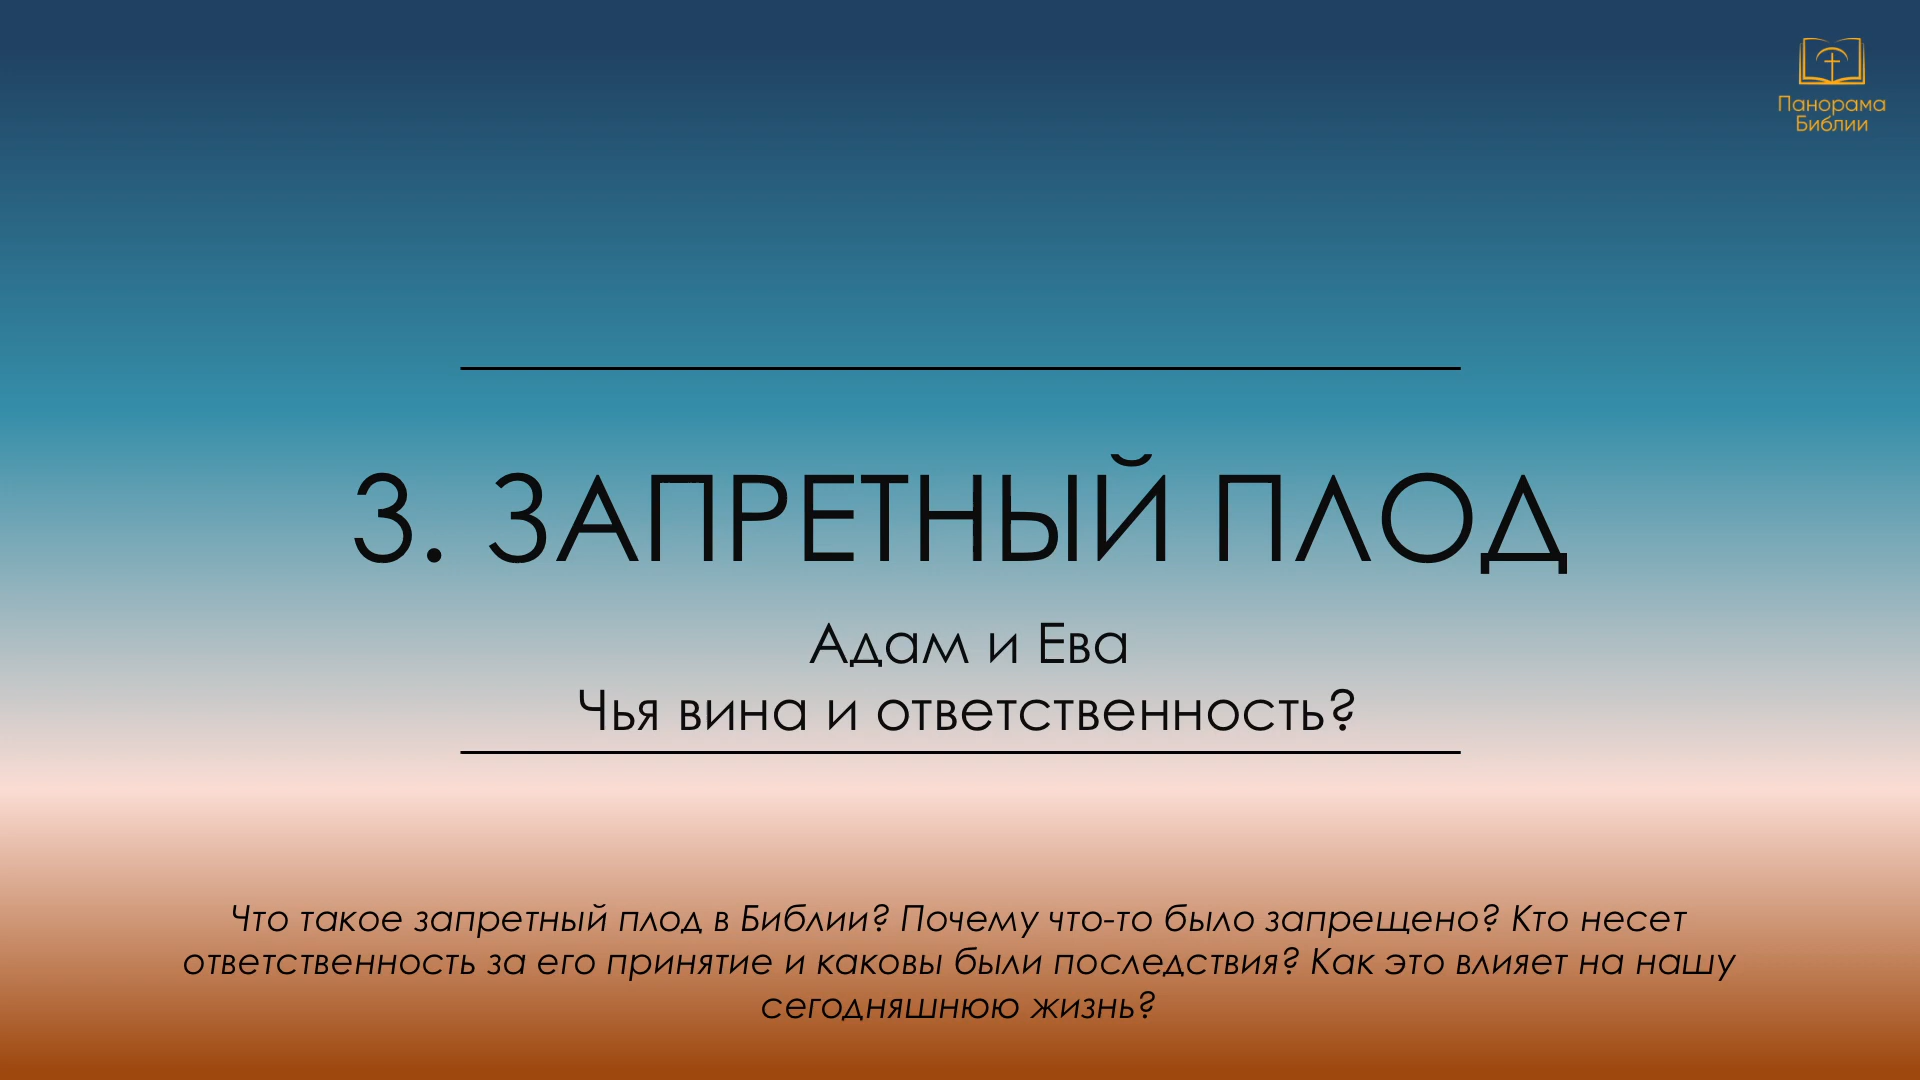 Панорама
Библии
3. ЗАПРЕТНЫЙ ПЛОД
Адам и Ева
Чья вина и ответственность?
Что такое запретный плод в Библии? Почему что-то было запрещено? Кто несет
ответственность за его принятие и каковы были последствия? Как это влияет на нашу
сегодняшнюю жизнь?